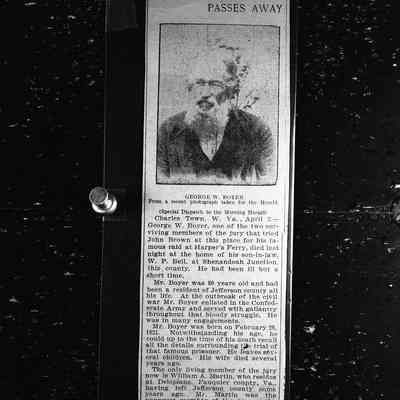 PASSES AWAY
GEORGE W. BOYER.
From a recent photograph taken for the Herald.
(Special Dispatch to the Morning Herald)
Charles Town, W. Va., April 2.—
George W. Boyer, one of the two sur-
viving members of the jury that tried
John Brown at this place for his fa-
mous raid at Harper's Ferry, died last
night at the home of his son-in-law,
W. P. Bell, at Shenandoah Junction,
this county. He had been ill but a
short time.
Mr. Boyer was 89 years old and had
been a resident of Jefferson county all
his life. At the outbreak of the civil
war Mr. Boyer enlisted in the Confed-
erate Army and served with gallantry
throughout that bloody struggle. He
was in many engagements.
Mr. Boyer was born on February 28,
1821. Notwithstanding his age, he
could up to the time of his death recall
all the details surrounding the trial of
that famous prisoner. He leaves sev-
eral children. His wife died several
years ago.
The only living member of the jury
now is William A. Martin, who resides
at Delaplane, Fauquier county, Va.,
having left Jefferson county some
years ago. Mr. Martin was the